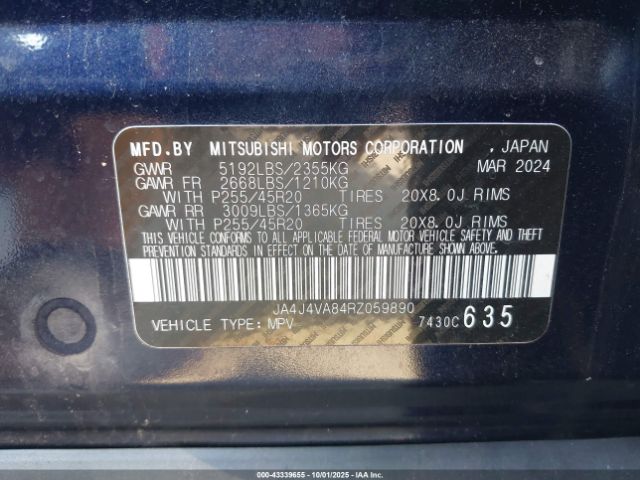 MFD.BY MITSUBISHI MOTORS CORPORATION , JAPAN
GVWR 5192LBS/2355KG MAR 2024
GAWR FR 2668LBS/1210KG
WITH P255/45R20 TIRES 20X8.0J RIMS
GAWR RR 3009LBS/1365KG
WITH P255/45R20 TIRES 20X8.0J RIMS
THIS VEHICLE CONFORMS TO ALL APPLICABLE FEDERAL MOTOR VEHICLE SAFETY AND THEFT
PREVENTION STANDARDS IN EFFECT ON THE DATE OF MANUFACTURE SHOWN ABOVE.
JA4J4VA84RZ059890
VEHICLE TYPE: MPV 7430C 635
000-43339655 - 10/01/2025 - IAAI.com